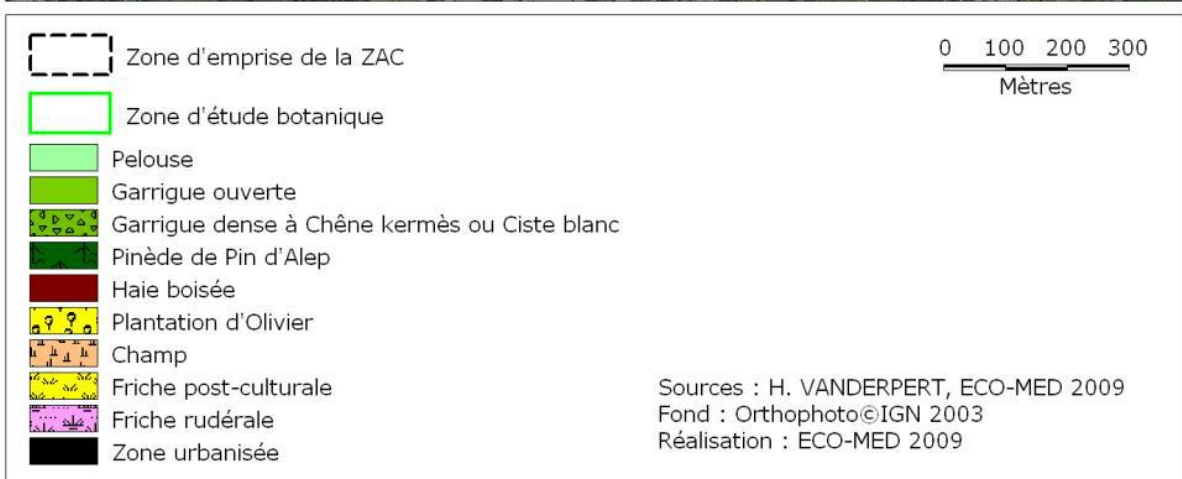 Zone d'emprise de la ZAC
0 100 200 300
Mètres
Zone d'étude botanique
Pelouse
Garrigue ouverte
Garrigue dense à Chêne kermès ou Ciste blanc
Pinède de Pin d'Alep
Haie boisée
Plantation d'Olivier
Champ
Friche post-culturale
Friche rudérale
Zone urbanisée
Sources : H. VANDERPERT, ECO-MED 2009
Fond : Orthophoto©IGN 2003
Réalisation : ECO-MED 2009